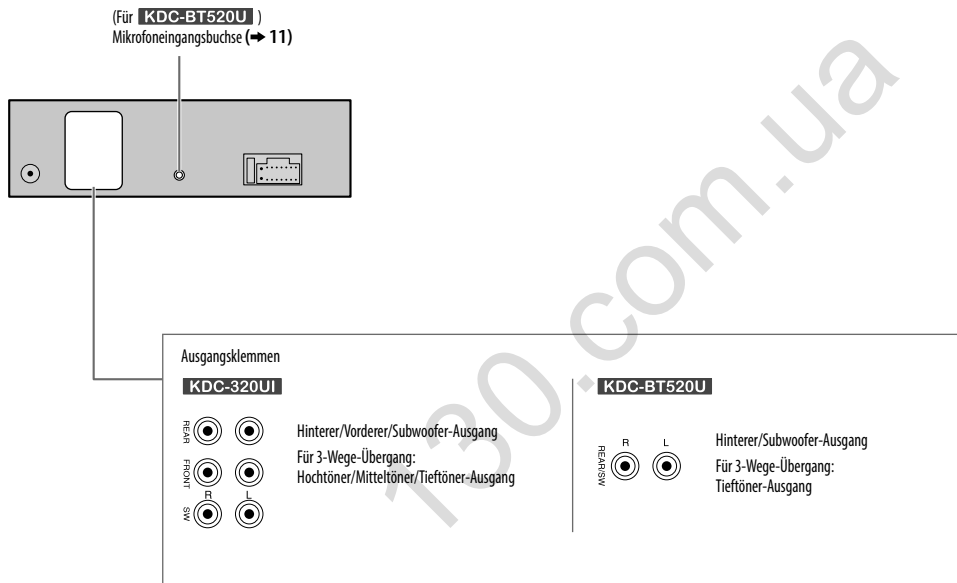 (Für KDC-BT520U )
Mikrofoneingangsbuchse (➜ 11)
Ausgangsklemmen
KDC-320UI
REAR
FRONT
R L
SW
Hinterer/Vorderer/Subwoofer-Ausgang
Für 3-Wege-Übergang:
Hochtöner/Mitteltöner/Tieftöner-Ausgang
KDC-BT520U
R L
REAR/SW
Hinterer/Subwoofer-Ausgang
Für 3-Wege-Übergang:
Tieftöner-Ausgang
130.com.ua